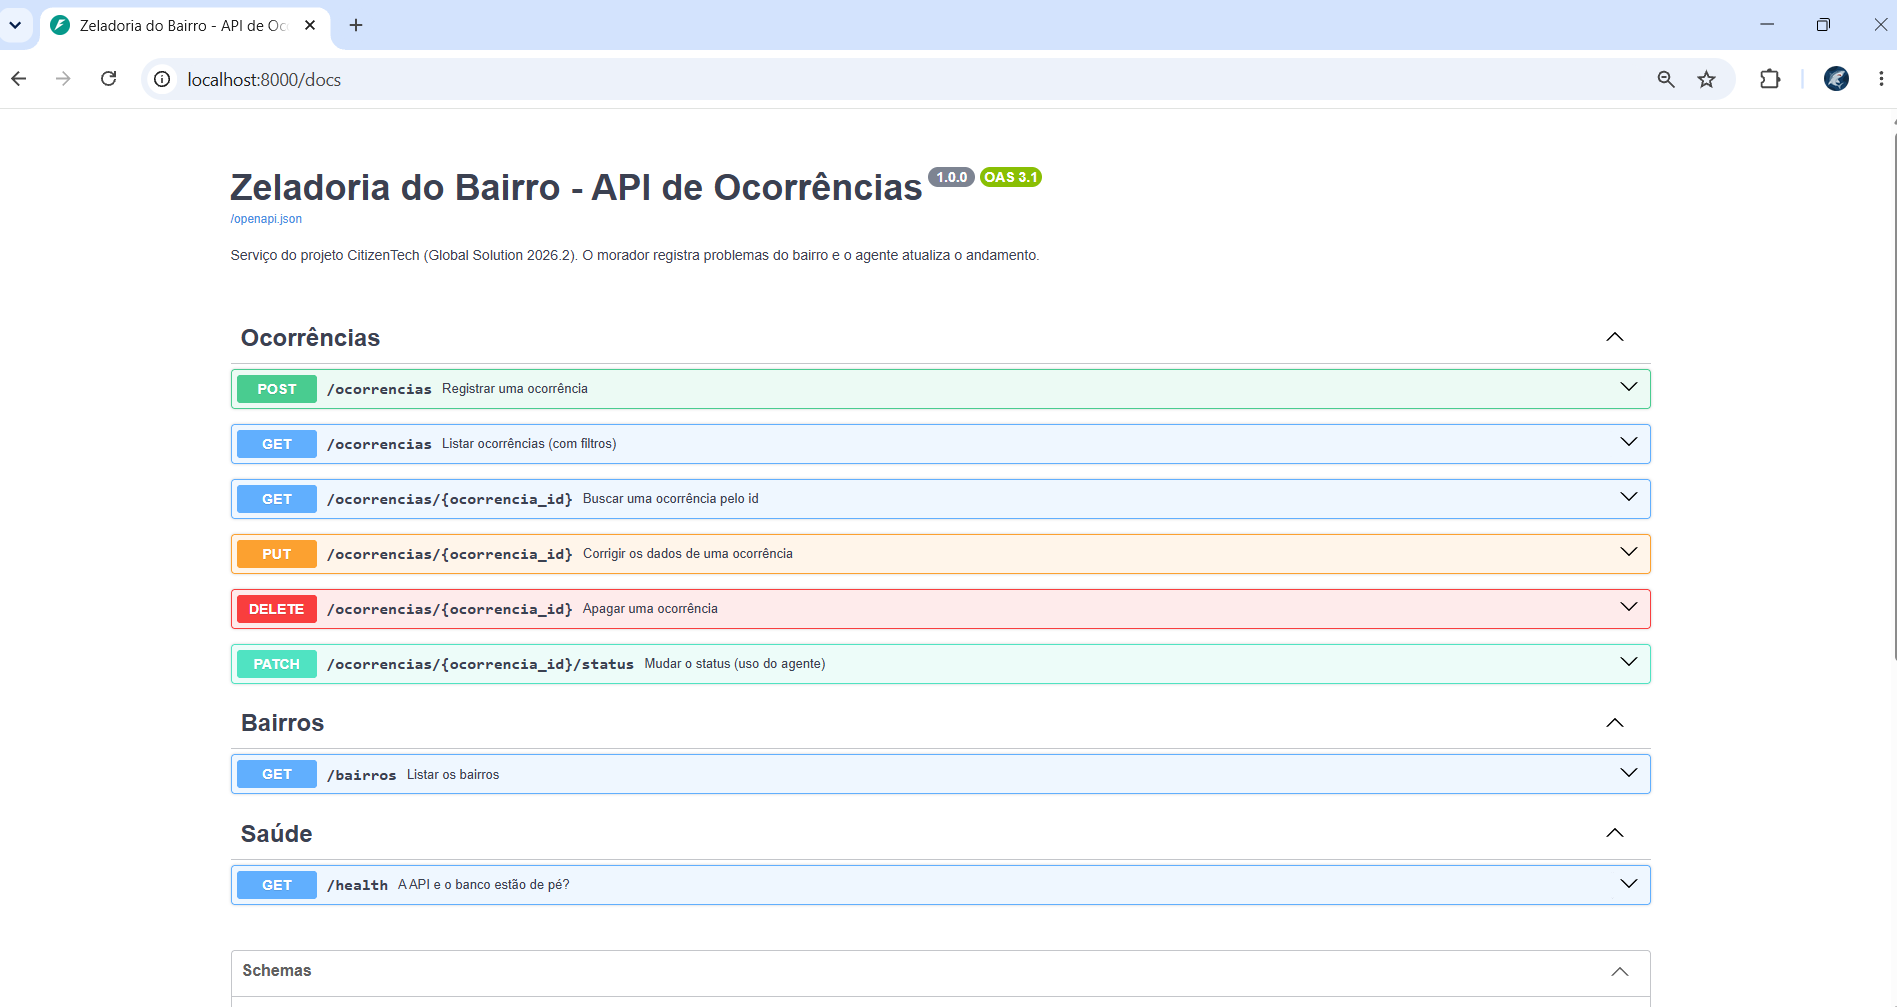 Zeladoria do Bairro - API de Oc
localhost:8000/docs
Zeladoria do Bairro - API de Ocorrências 1.0.0 OAS 3.1
/openapi.json
Serviço do projeto CitizenTech (Global Solution 2026.2). O morador registra problemas do bairro e o agente atualiza o andamento.
Ocorrências
POST /ocorrencias Registrar uma ocorrência
GET /ocorrencias Listar ocorrências (com filtros)
GET /ocorrencias/{ocorrencia_id} Buscar uma ocorrência pelo id
PUT /ocorrencias/{ocorrencia_id} Corrigir os dados de uma ocorrência
DELETE /ocorrencias/{ocorrencia_id} Apagar uma ocorrência
PATCH /ocorrencias/{ocorrencia_id}/status Mudar o status (uso do agente)
Bairros
GET /bairros Listar os bairros
Saúde
GET /health A API e o banco estão de pé?
Schemas